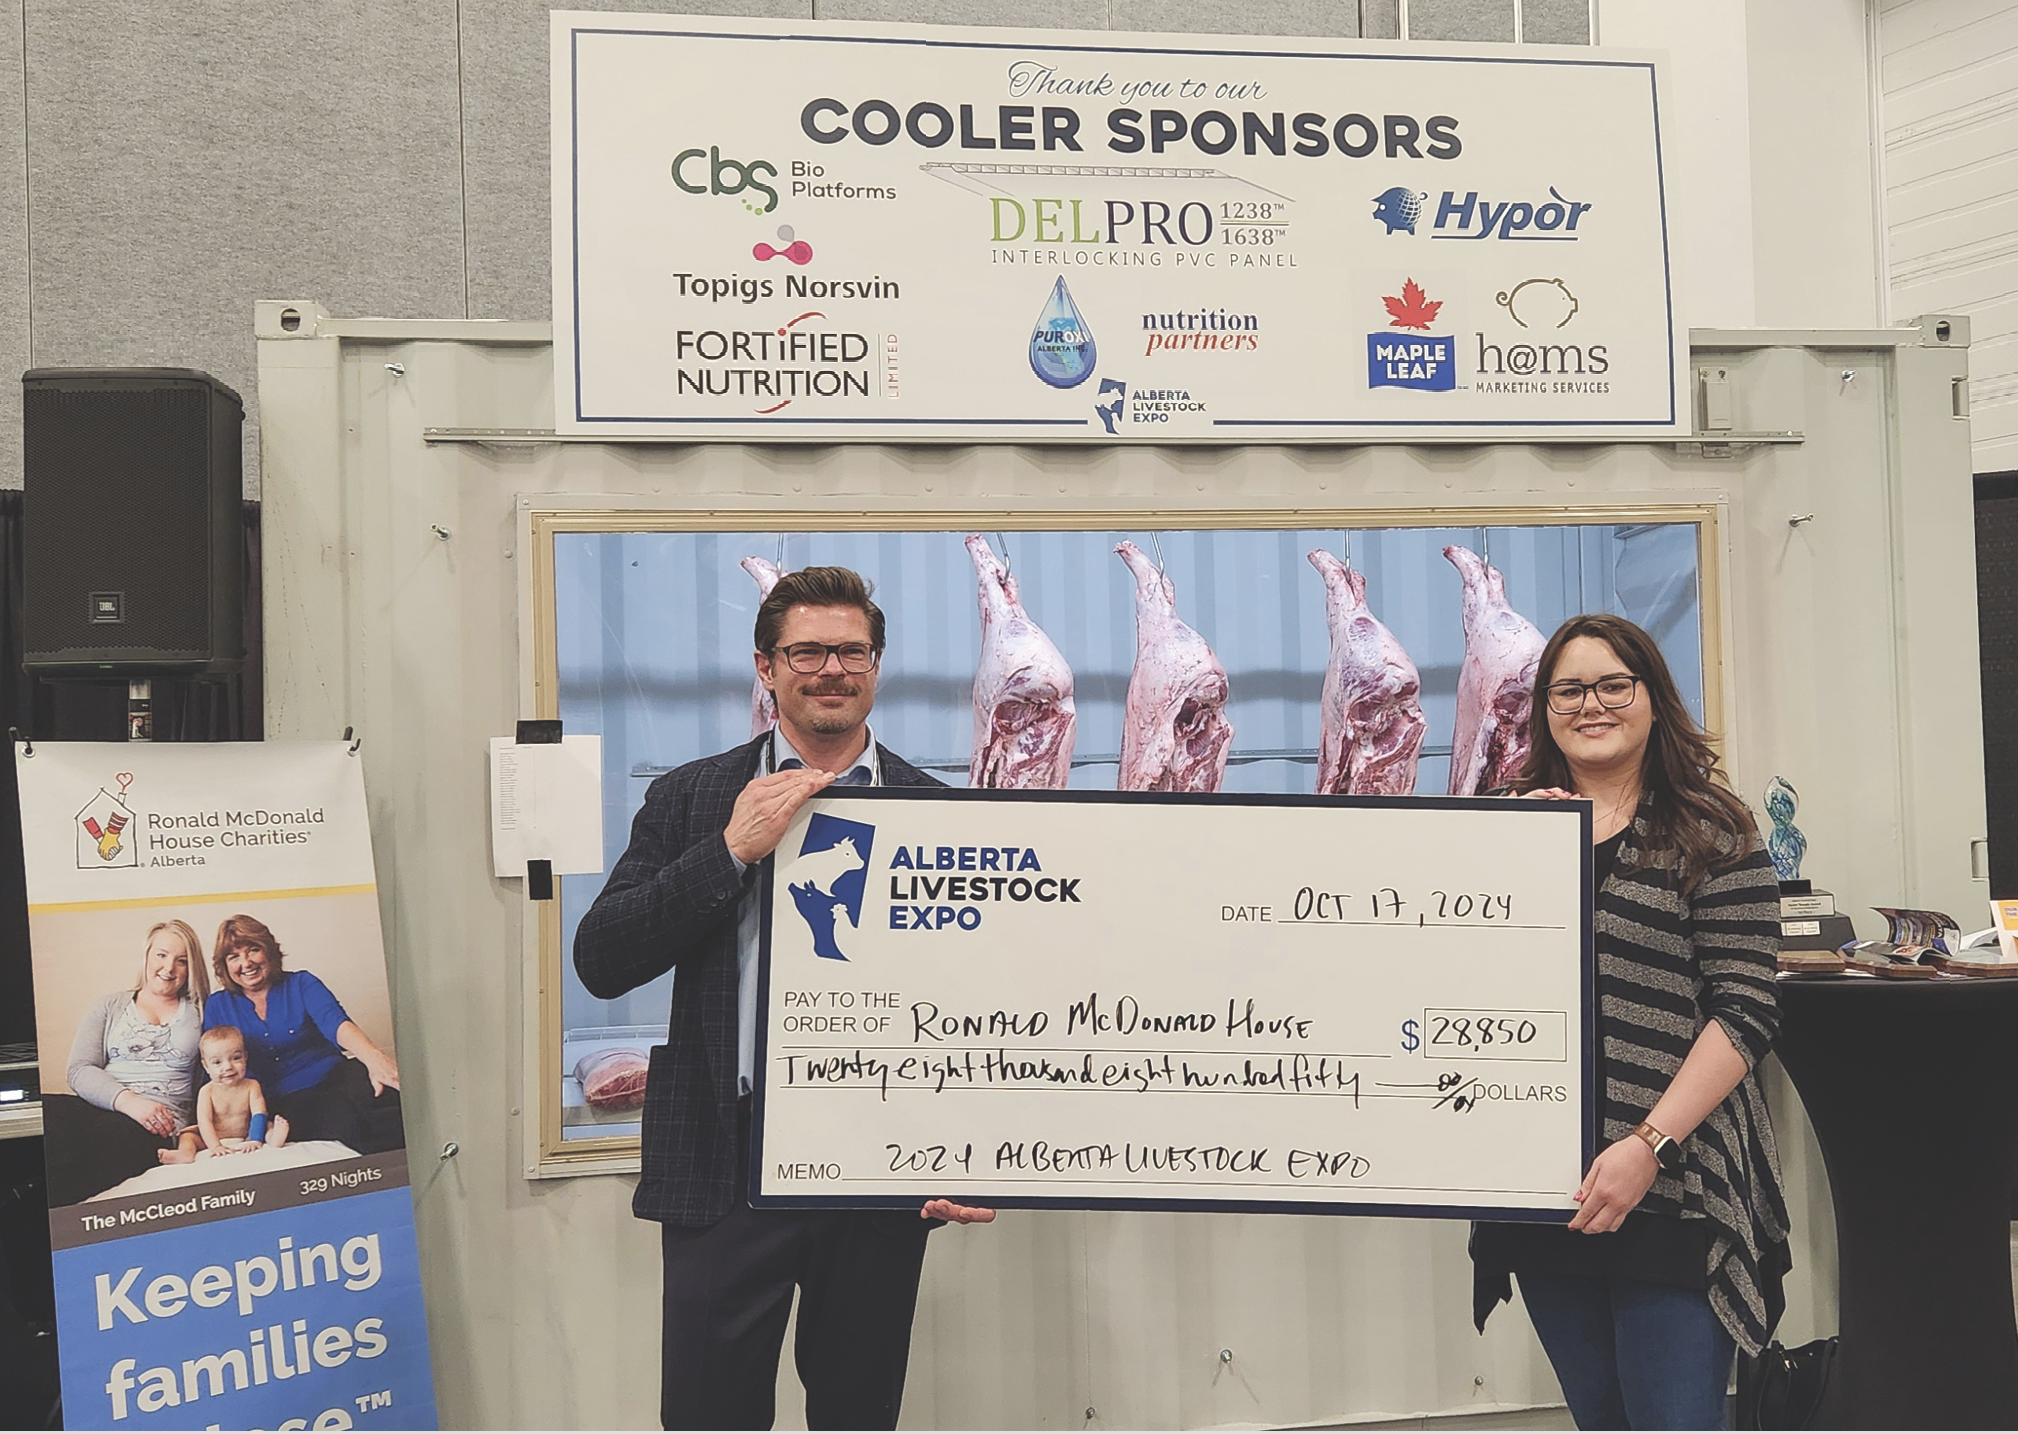 Thank you to our
COOLER SPONSORS
Cbs Bio Platforms
DELPRO 1238™ 1638™
INTERLOCKING PVC PANEL
Hypor
Topigs Norsvin
FORTiFIED
NUTRITION
LIMITED
PUROXI
ALBERTA INC.
nutrition
partners
MAPLE
LEAF
h@ms
MARKETING SERVICES
ALBERTA
LIVESTOCK
EXPO
JBL
Ronald McDonald
House Charities®
Alberta
The McCleod Family 329 Nights
Keeping
families
ALBERTA
LIVESTOCK
EXPO
DATE OCT 17, 2024
PAY TO THE
ORDER OF RONALD MCDONALD HOUSE $ 28,850
Twenty eight thousand eight hundred fifty DOLLARS
MEMO 2024 ALBERTA LIVESTOCK EXPO